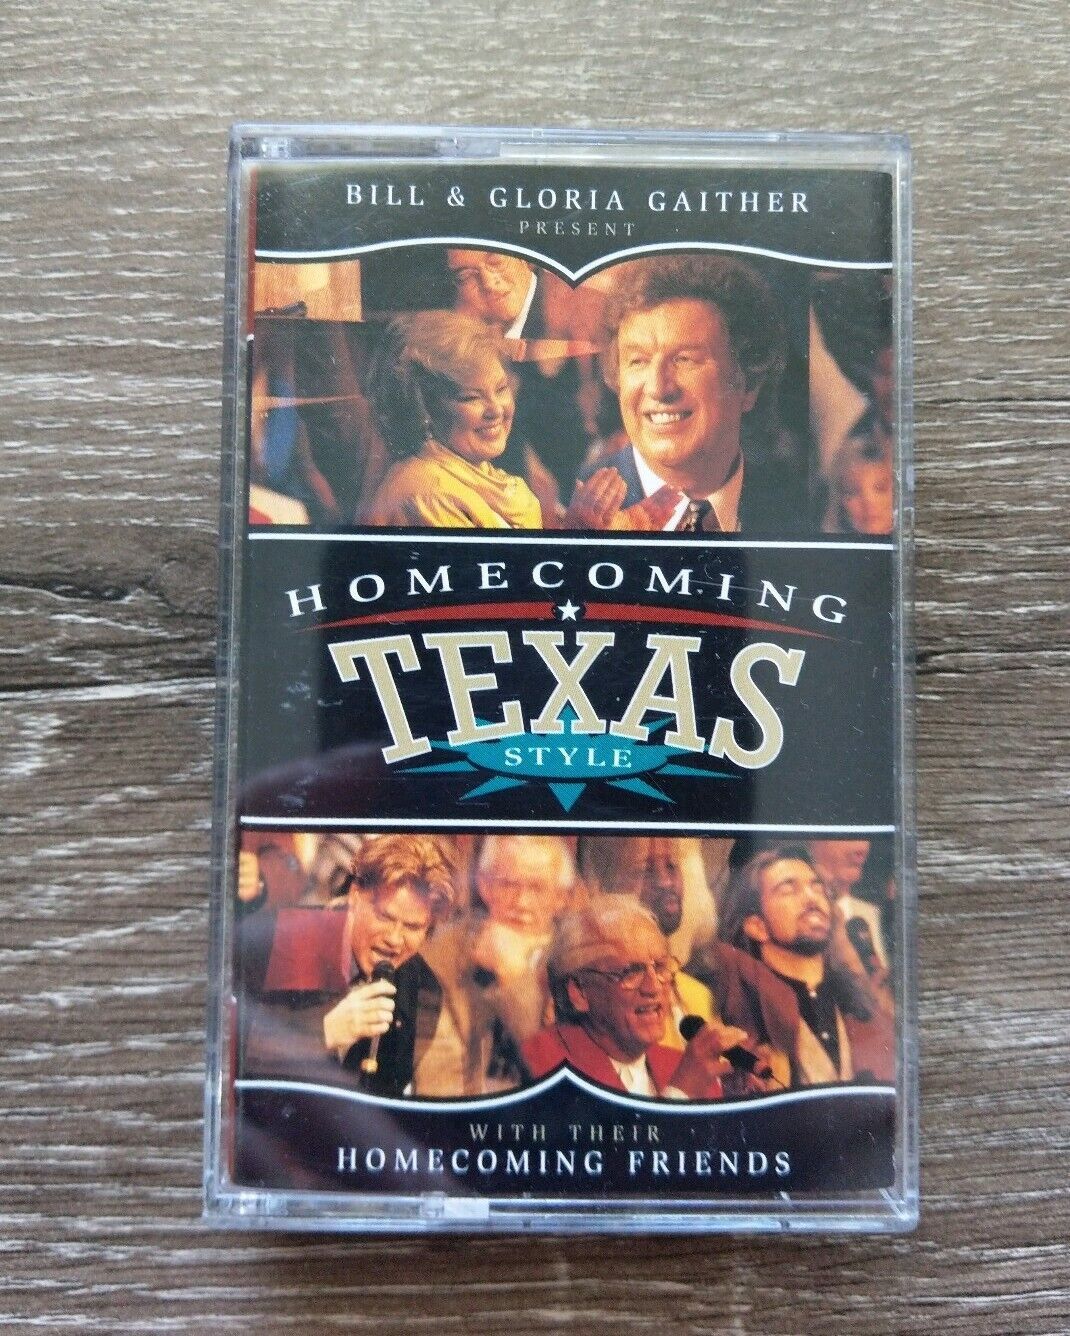 BILL & GLORIA GAITHER
PRESENT
HOMECOMING
TEXAS
STYLE
WITH THEIR
HOMECOMING FRIENDS